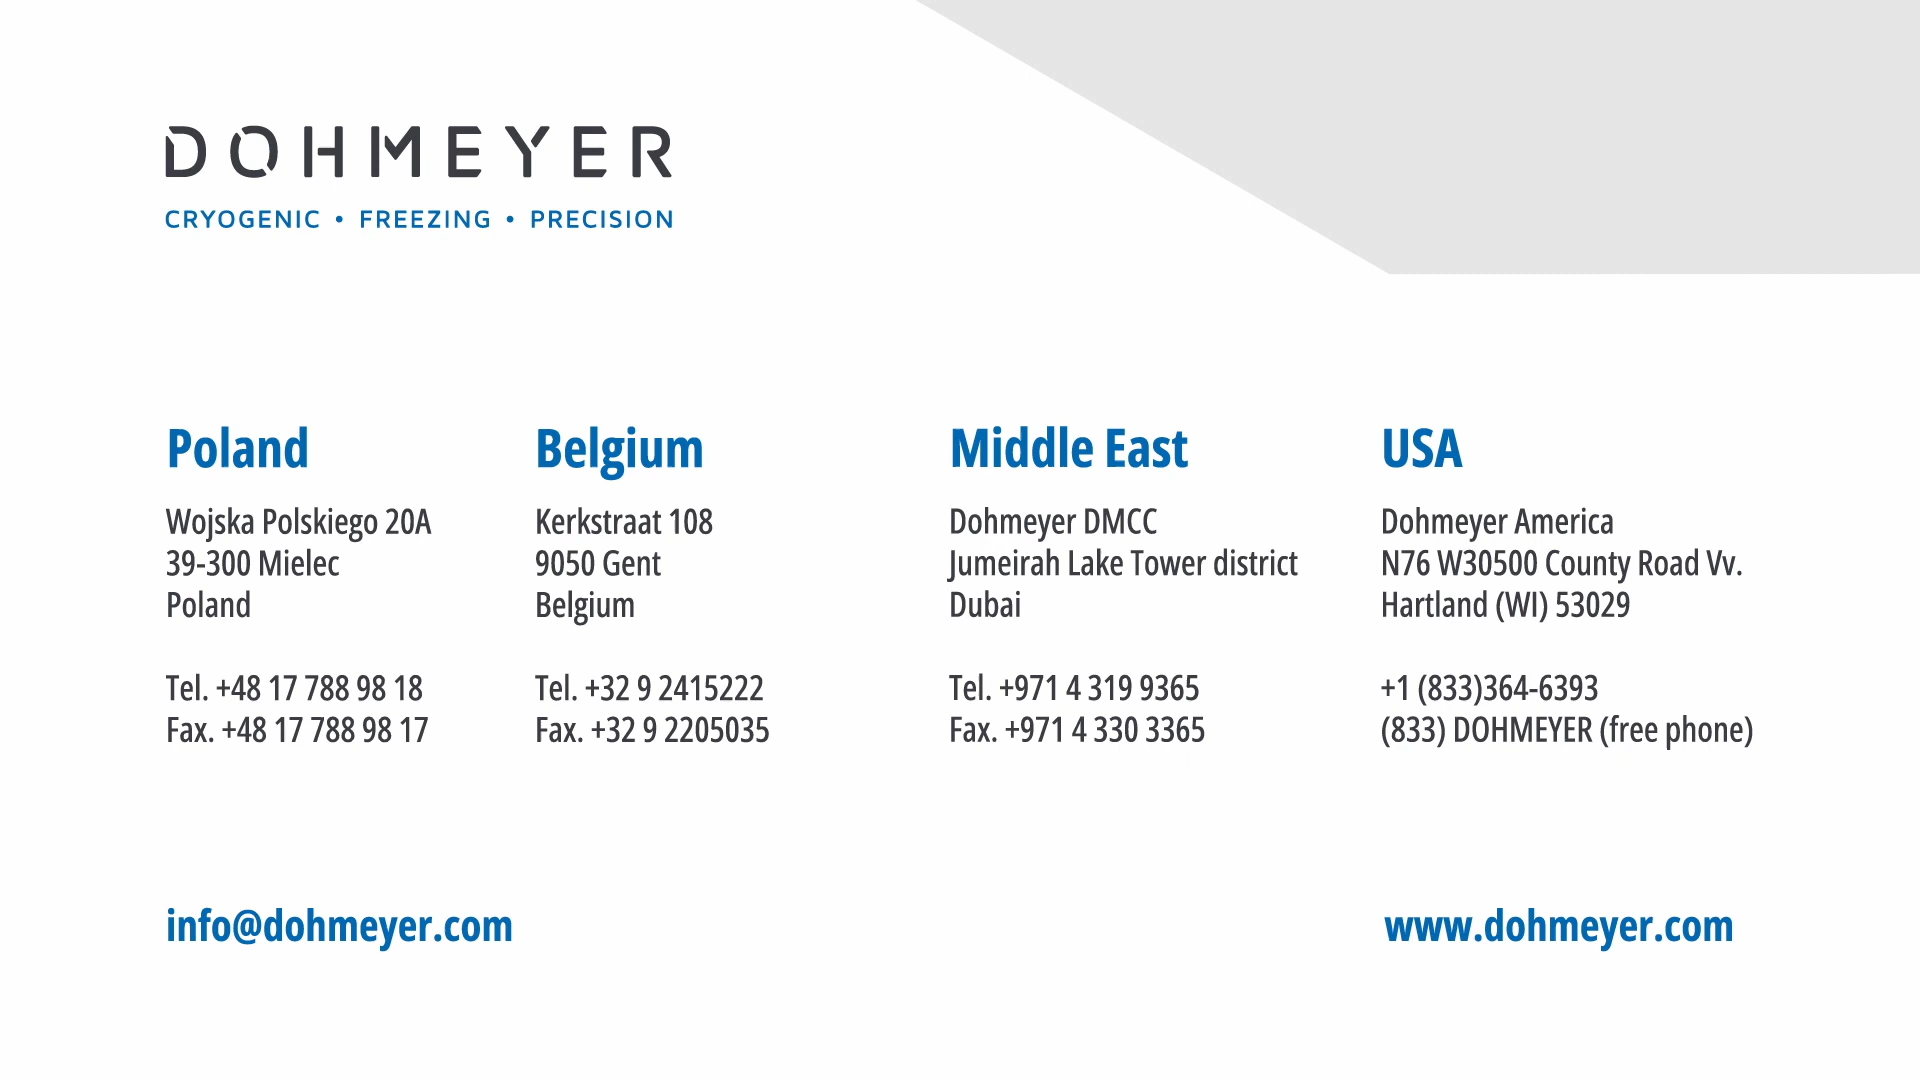 DOHMEYER
CRYOGENIC • FREEZING • PRECISION
Poland
Wojska Polskiego 20A
39-300 Mielec
Poland
Tel. +48 17 788 98 18
Fax. +48 17 788 98 17
Belgium
Kerkstraat 108
9050 Gent
Belgium
Tel. +32 9 2415222
Fax. +32 9 2205035
Middle East
Dohmeyer DMCC
Jumeirah Lake Tower district
Dubai
Tel. +971 4 319 9365
Fax. +971 4 330 3365
USA
Dohmeyer America
N76 W30500 County Road Vv.
Hartland (WI) 53029
+1 (833)364-6393
(833) DOHMEYER (free phone)
info@dohmeyer.com
www.dohmeyer.com